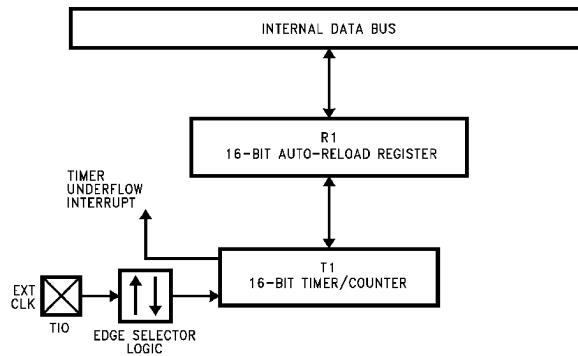 INTERNAL DATA BUS
R1
16-BIT AUTO-RELOAD REGISTER
TIMER
UNDERFLOW
INTERRUPT
T1
16-BIT TIMER/COUNTER
EXT
CLK
TIO
EDGE SELECTOR
LOGIC